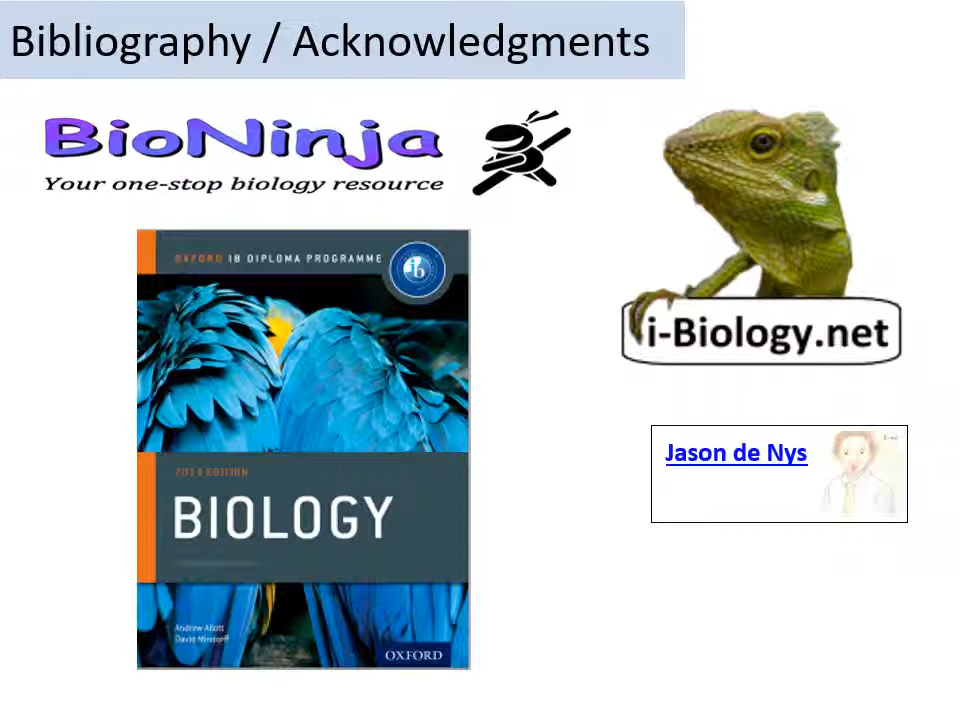 Bibliography / Acknowledgments
BioNinja
Your one-stop biology resource
OXFORD IB DIPLOMA PROGRAMME
ib
2014 EDITION
BIOLOGY
Andrew Allott
David Mindorff
OXFORD
i-Biology.net
Jason de Nys